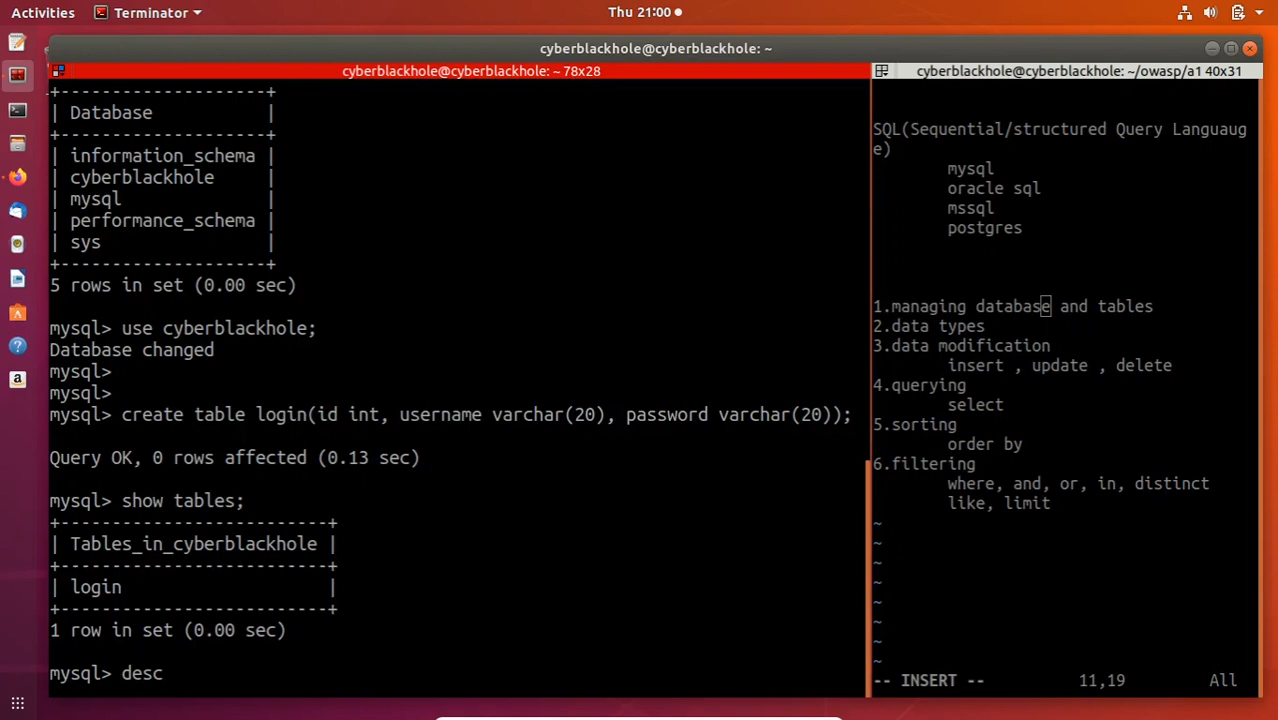 Activities Terminator Thu 21:00
cyberblackhole@cyberblackhole: ~
cyberblackhole@cyberblackhole: ~ 78x28
+--------------------+
| Database           |
+--------------------+
| information_schema |
| cyberblackhole     |
| mysql              |
| performance_schema |
| sys                |
+--------------------+
5 rows in set (0.00 sec)
mysql> use cyberblackhole;
Database changed
mysql>
mysql>
mysql> create table login(id int, username varchar(20), password varchar(20));
Query OK, 0 rows affected (0.13 sec)
mysql> show tables;
+--------------------------+
| Tables_in_cyberblackhole |
+--------------------------+
| login                    |
+--------------------------+
1 row in set (0.00 sec)
mysql> desc
cyberblackhole@cyberblackhole: ~/owasp/a1 40x31
SQL(Sequential/structured Query Languaug
e)
mysql
oracle sql
mssql
postgres
1.managing database and tables
2.data types
3.data modification
insert , update , delete
4.querying
select
5.sorting
order by
6.filtering
where, and, or, in, distinct
like, limit
~
~
~
~
~
~
~
~
-- INSERT -- 11,19 All